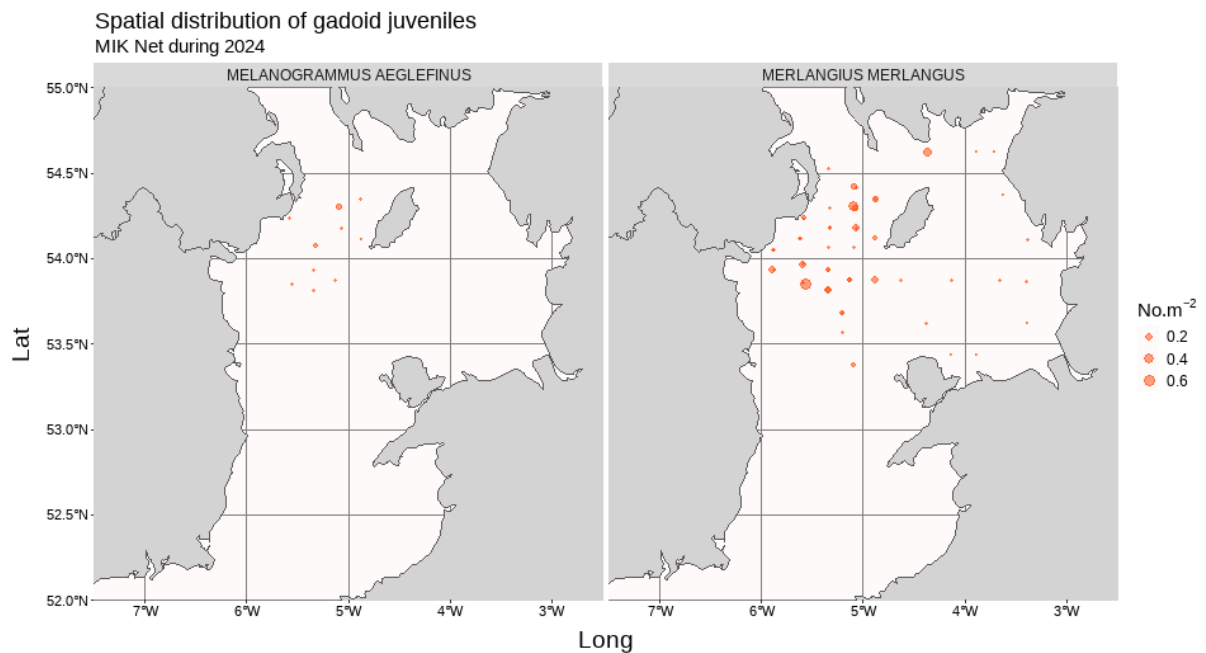 Spatial distribution of gadoid juveniles
MIK Net during 2024
MELANOGRAMMUS AEGLEFINUS
MERLANGIUS MERLANGUS
55.0°N
54.5°N
54.0°N
53.5°N
53.0°N
52.5°N
52.0°N
Lat
7°W
6°W
5°W
4°W
3°W
7°W
6°W
5°W
4°W
3°W
Long
No.m⁻²
0.2
0.4
0.6